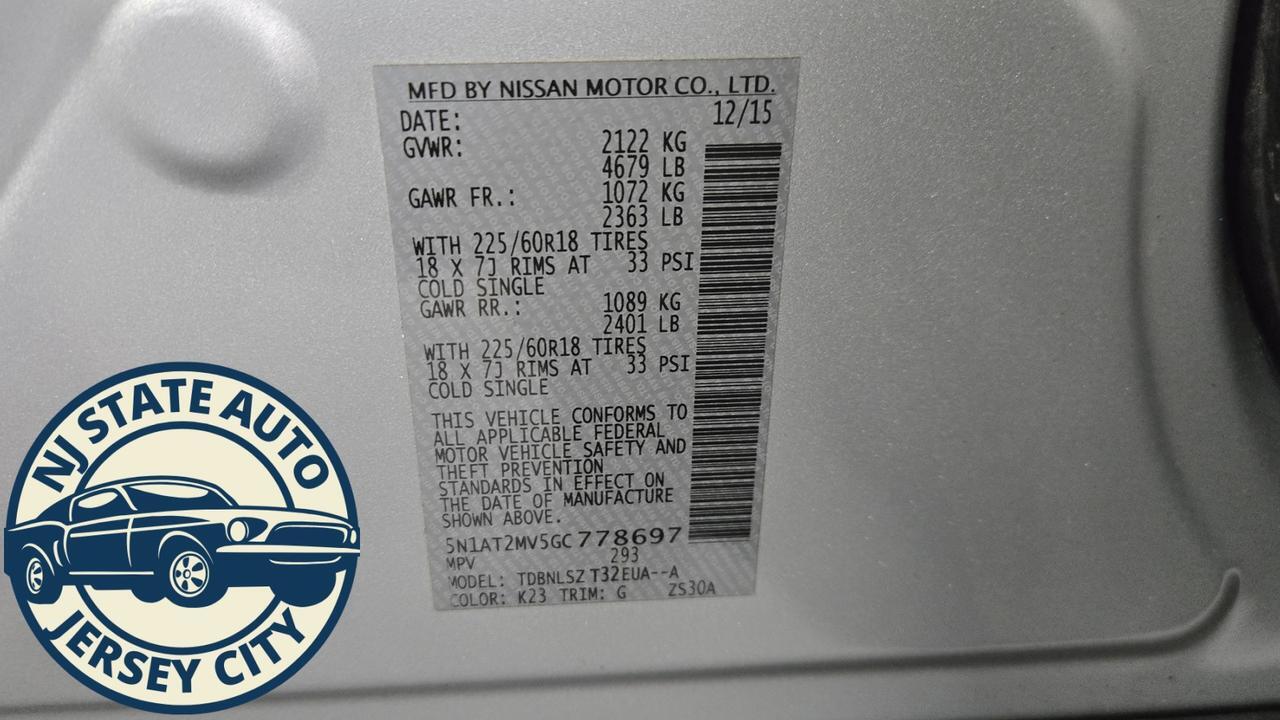 MFD BY NISSAN MOTOR CO., LTD.
DATE: 12/15
GVWR: 2122 KG
4679 LB
GAWR FR.: 1072 KG
2363 LB
WITH 225/60R18 TIRES
18 X 7J RIMS AT 33 PSI
COLD SINGLE
GAWR RR.: 1089 KG
2401 LB
WITH 225/60R18 TIRES
18 X 7J RIMS AT 33 PSI
COLD SINGLE
THIS VEHICLE CONFORMS TO
ALL APPLICABLE FEDERAL
MOTOR VEHICLE SAFETY AND
THEFT PREVENTION
STANDARDS IN EFFECT ON
THE DATE OF MANUFACTURE
SHOWN ABOVE.
5N1AT2MV5GC778697
MPV 293
MODEL: TDBNLSZ T32EUA--A
COLOR: K23 TRIM: G ZS30A
NJ STATE AUTO
JERSEY CITY